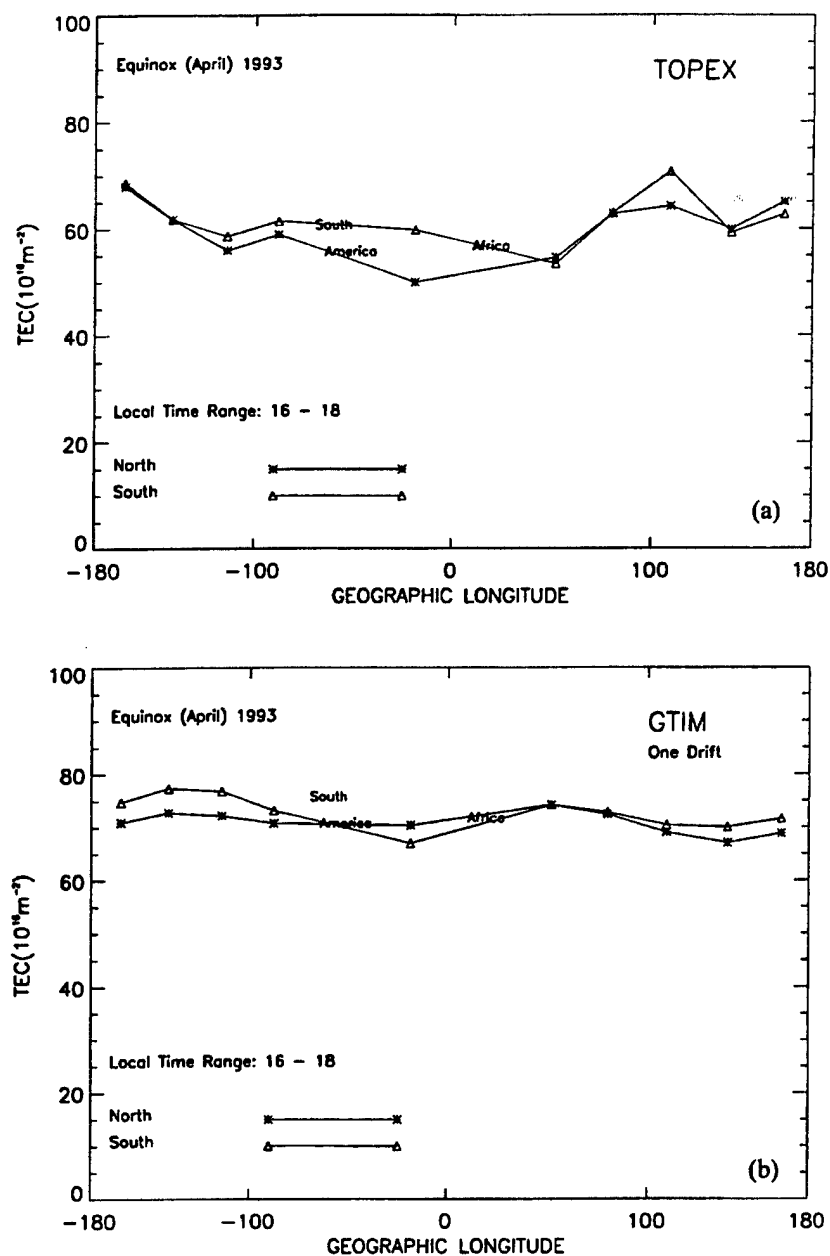 100
Equinox (April) 1993
TOPEX
80
South
60
America
Africa
TEC(10¹⁶m⁻²)
40
Local Time Range: 16 – 18
20
North
South
(a)
0
−180
−100
0
100
180
GEOGRAPHIC LONGITUDE
100
Equinox (April) 1993
GTIM
One Drift
80
South
America
Africa
60
TEC(10¹⁶m⁻²)
40
Local Time Range: 16 – 18
20
North
South
(b)
0
−180
−100
0
100
180
GEOGRAPHIC LONGITUDE